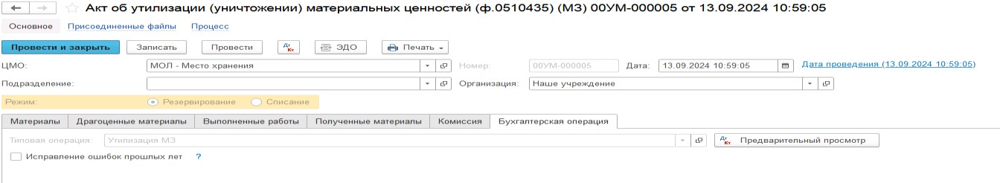 Акт об утилизации (уничтожении) материальных ценностей (ф.0510435) (МЗ) 00УМ-000005 от 13.09.2024 10:59:05
Основное Присоединенные файлы Процесс
Провести и закрыть Записать Провести Дт Кт ЭДО Печать
ЦМО: МОЛ - Место хранения Номер: 00УМ-000005 Дата: 13.09.2024 10:59:05 Дата проведения (13.09.2024 10:59:05)
Подразделение: Организация: Наше учреждение
Режим: Резервирование Списание
Материалы Драгоценные материалы Выполненные работы Полученные материалы Комиссия Бухгалтерская операция
Типовая операция: Утилизация МЗ Дт Кт Предварительный просмотр
Исправление ошибок прошлых лет ?